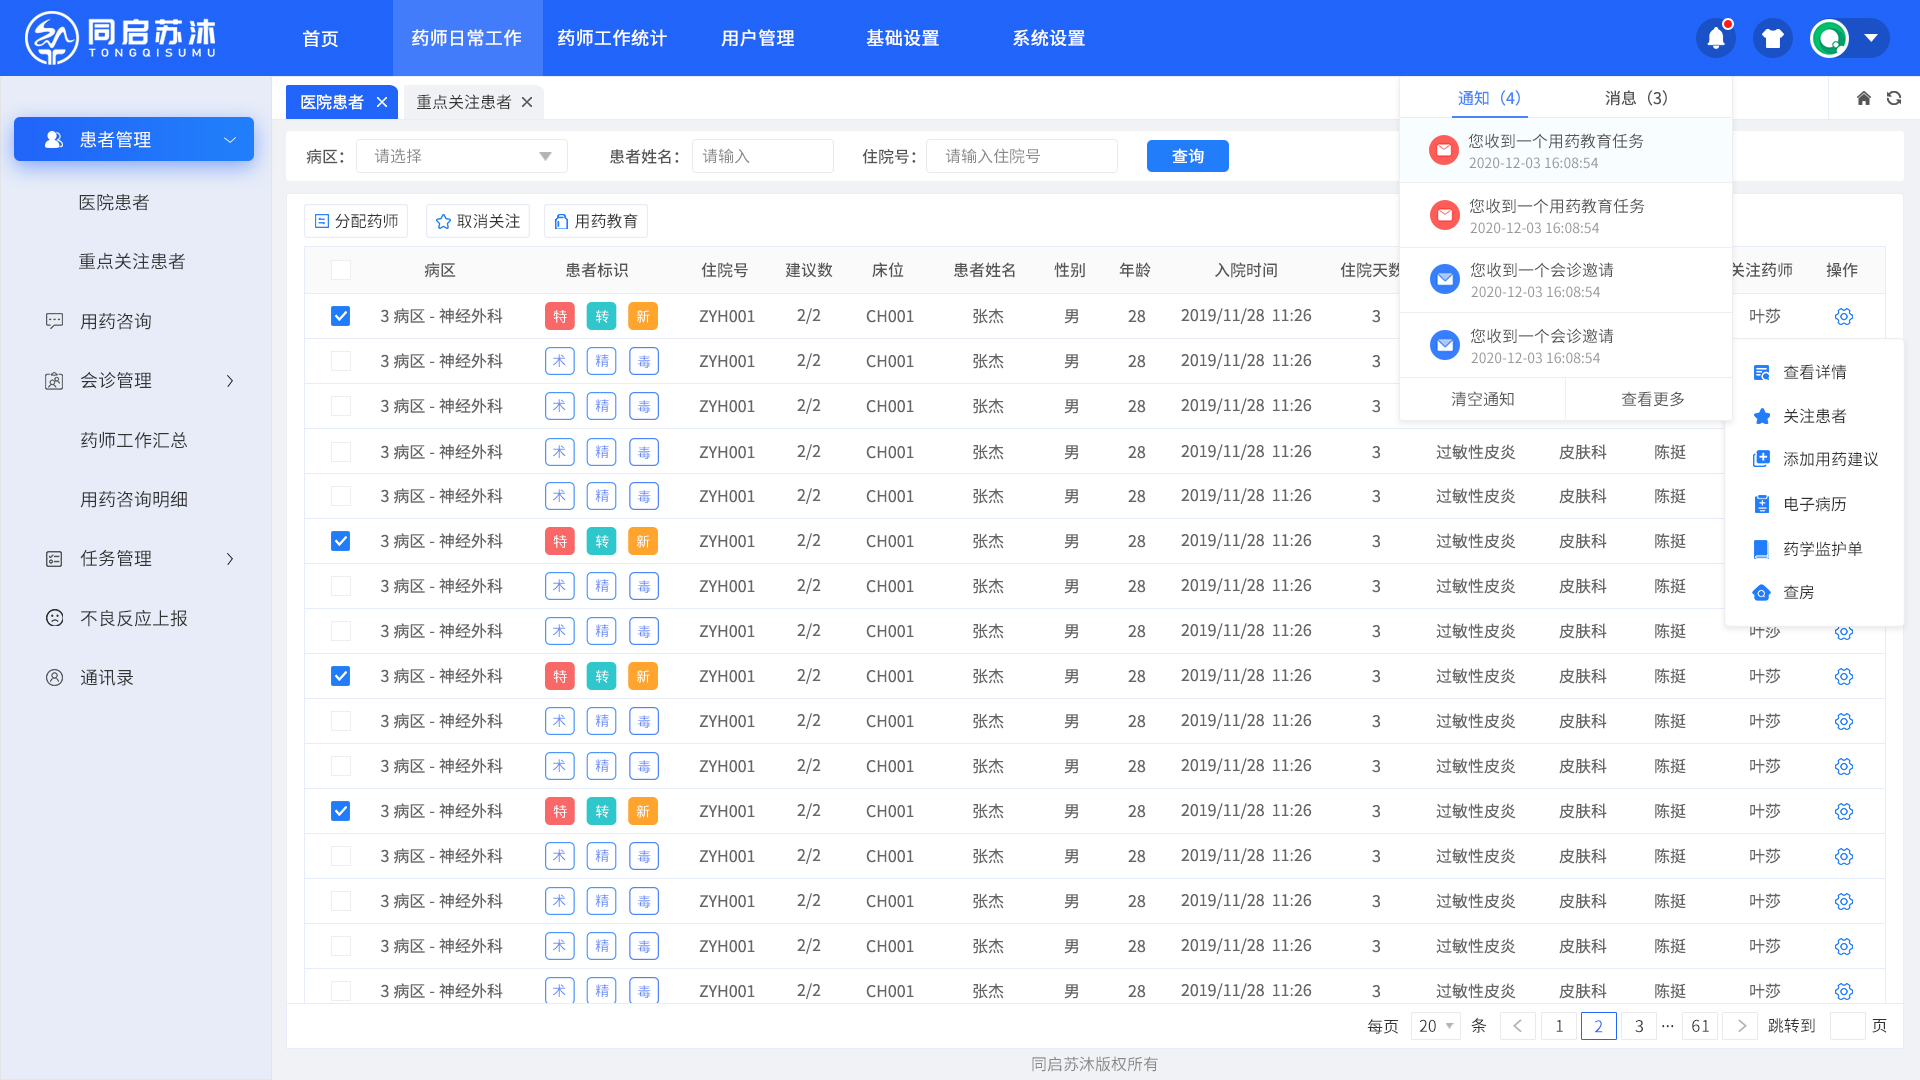 同启苏沐
TONGQISUMU
首页 药师日常工作 药师工作统计 用户管理 基础设置 系统设置
患者管理
医院患者
重点关注患者
用药咨询
会诊管理
药师工作汇总
用药咨询明细
任务管理
不良反应上报
通讯录
医院患者 重点关注患者
病区： 请选择 患者姓名： 请输入 住院号： 请输入住院号 查询
分配药师 取消关注 用药教育
通知（4） 消息（3）
您收到一个用药教育任务
2020-12-03 16:08:54
您收到一个用药教育任务
2020-12-03 16:08:54
您收到一个会诊邀请
2020-12-03 16:08:54
您收到一个会诊邀请
2020-12-03 16:08:54
清空通知 查看更多
查看详情
关注患者
添加用药建议
电子病历
药学监护单
查房
病区 患者标识 住院号 建议数 床位 患者姓名 性别 年龄 入院时间 住院天数 关注药师 操作
3 病区 - 神经外科 特 转 新 ZYH001 2/2 CH001 张杰 男 28 2019/11/28 11:26 3 叶莎
3 病区 - 神经外科 术 精 毒 ZYH001 2/2 CH001 张杰 男 28 2019/11/28 11:26 3
3 病区 - 神经外科 术 精 毒 ZYH001 2/2 CH001 张杰 男 28 2019/11/28 11:26 3
3 病区 - 神经外科 术 精 毒 ZYH001 2/2 CH001 张杰 男 28 2019/11/28 11:26 3 过敏性皮炎 皮肤科 陈挺
3 病区 - 神经外科 术 精 毒 ZYH001 2/2 CH001 张杰 男 28 2019/11/28 11:26 3 过敏性皮炎 皮肤科 陈挺
3 病区 - 神经外科 特 转 新 ZYH001 2/2 CH001 张杰 男 28 2019/11/28 11:26 3 过敏性皮炎 皮肤科 陈挺
3 病区 - 神经外科 术 精 毒 ZYH001 2/2 CH001 张杰 男 28 2019/11/28 11:26 3 过敏性皮炎 皮肤科 陈挺
3 病区 - 神经外科 术 精 毒 ZYH001 2/2 CH001 张杰 男 28 2019/11/28 11:26 3 过敏性皮炎 皮肤科 陈挺 叶莎
3 病区 - 神经外科 特 转 新 ZYH001 2/2 CH001 张杰 男 28 2019/11/28 11:26 3 过敏性皮炎 皮肤科 陈挺 叶莎
3 病区 - 神经外科 术 精 毒 ZYH001 2/2 CH001 张杰 男 28 2019/11/28 11:26 3 过敏性皮炎 皮肤科 陈挺 叶莎
3 病区 - 神经外科 术 精 毒 ZYH001 2/2 CH001 张杰 男 28 2019/11/28 11:26 3 过敏性皮炎 皮肤科 陈挺 叶莎
3 病区 - 神经外科 特 转 新 ZYH001 2/2 CH001 张杰 男 28 2019/11/28 11:26 3 过敏性皮炎 皮肤科 陈挺 叶莎
3 病区 - 神经外科 术 精 毒 ZYH001 2/2 CH001 张杰 男 28 2019/11/28 11:26 3 过敏性皮炎 皮肤科 陈挺 叶莎
3 病区 - 神经外科 术 精 毒 ZYH001 2/2 CH001 张杰 男 28 2019/11/28 11:26 3 过敏性皮炎 皮肤科 陈挺 叶莎
3 病区 - 神经外科 术 精 毒 ZYH001 2/2 CH001 张杰 男 28 2019/11/28 11:26 3 过敏性皮炎 皮肤科 陈挺 叶莎
3 病区 - 神经外科 术 精 毒 ZYH001 2/2 CH001 张杰 男 28 2019/11/28 11:26 3 过敏性皮炎 皮肤科 陈挺 叶莎
每页 20 条 1 2 3 ··· 61 跳转到 页
同启苏沐版权所有